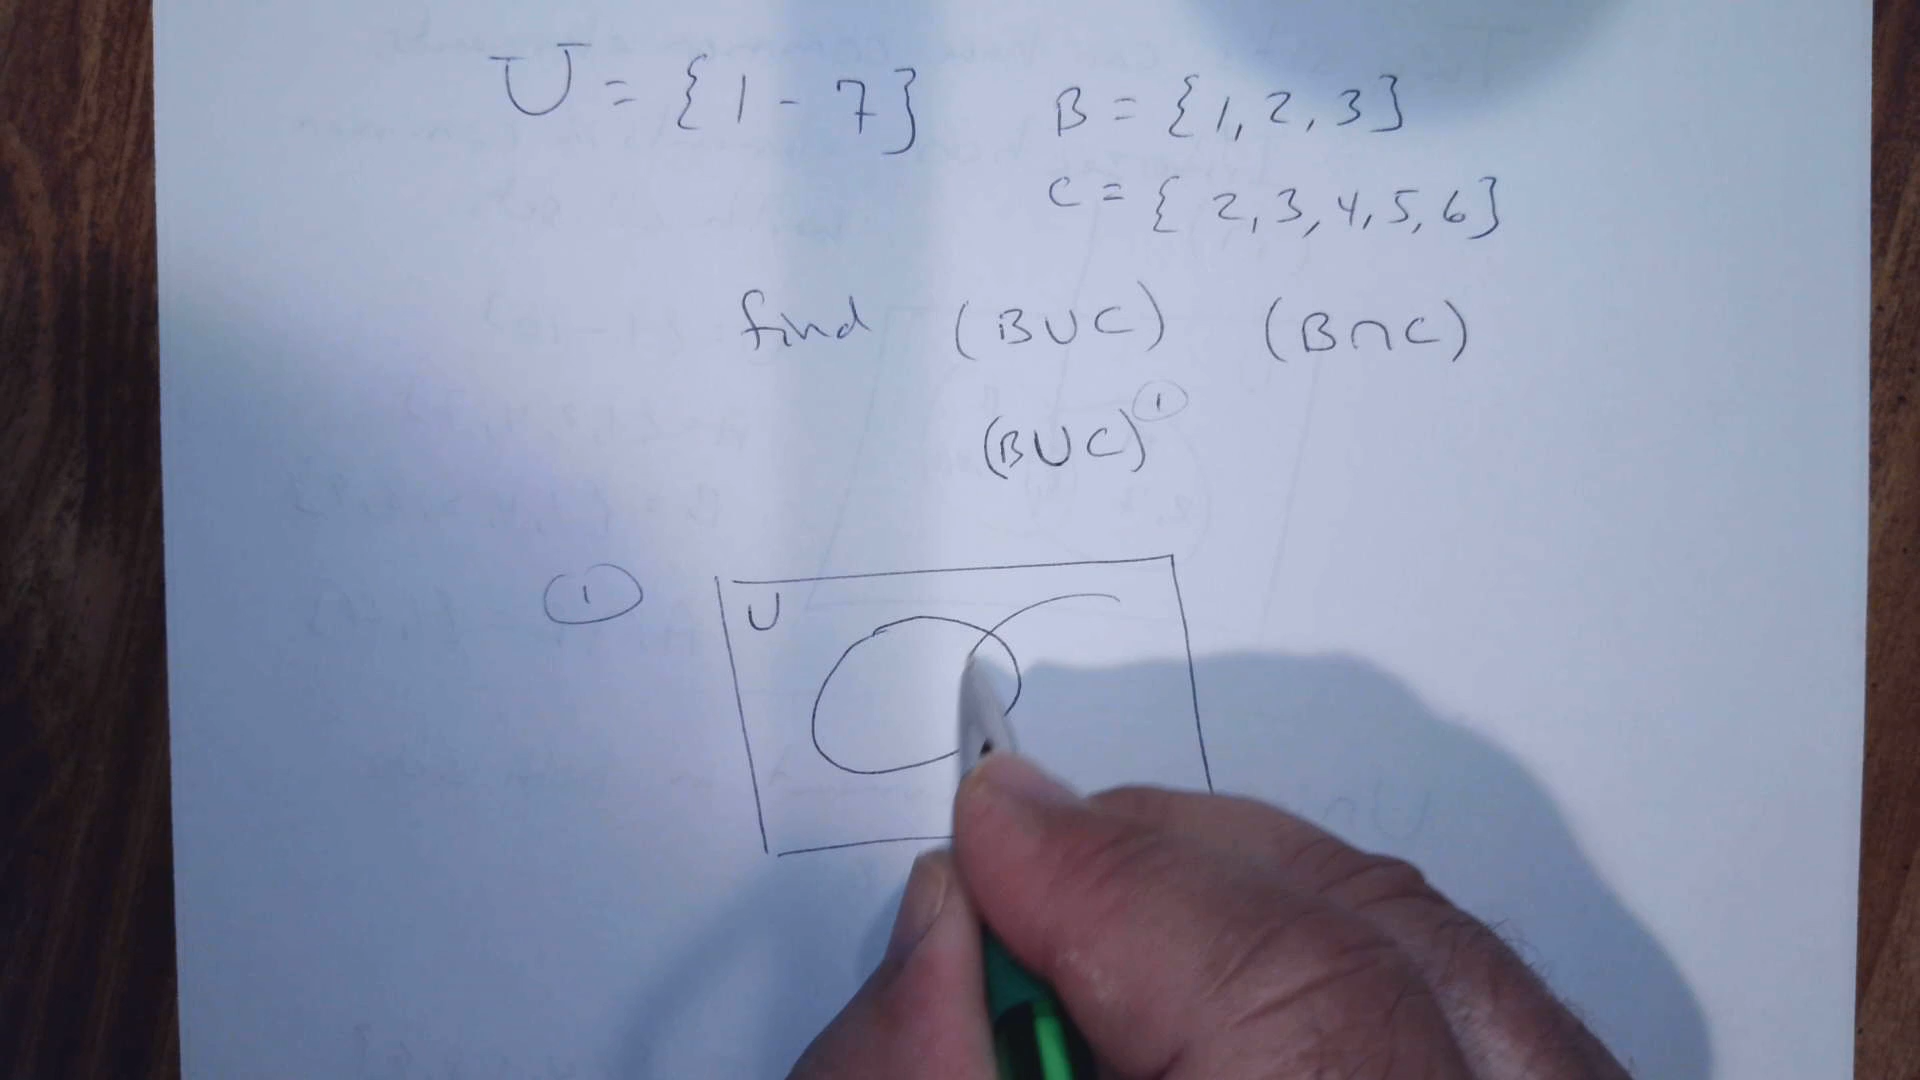 U = {1 - 7}
B = {1, 2, 3}
C = { 2, 3, 4, 5, 6}
find (B∪C) (B∩C)
(B∪C)'
1
U